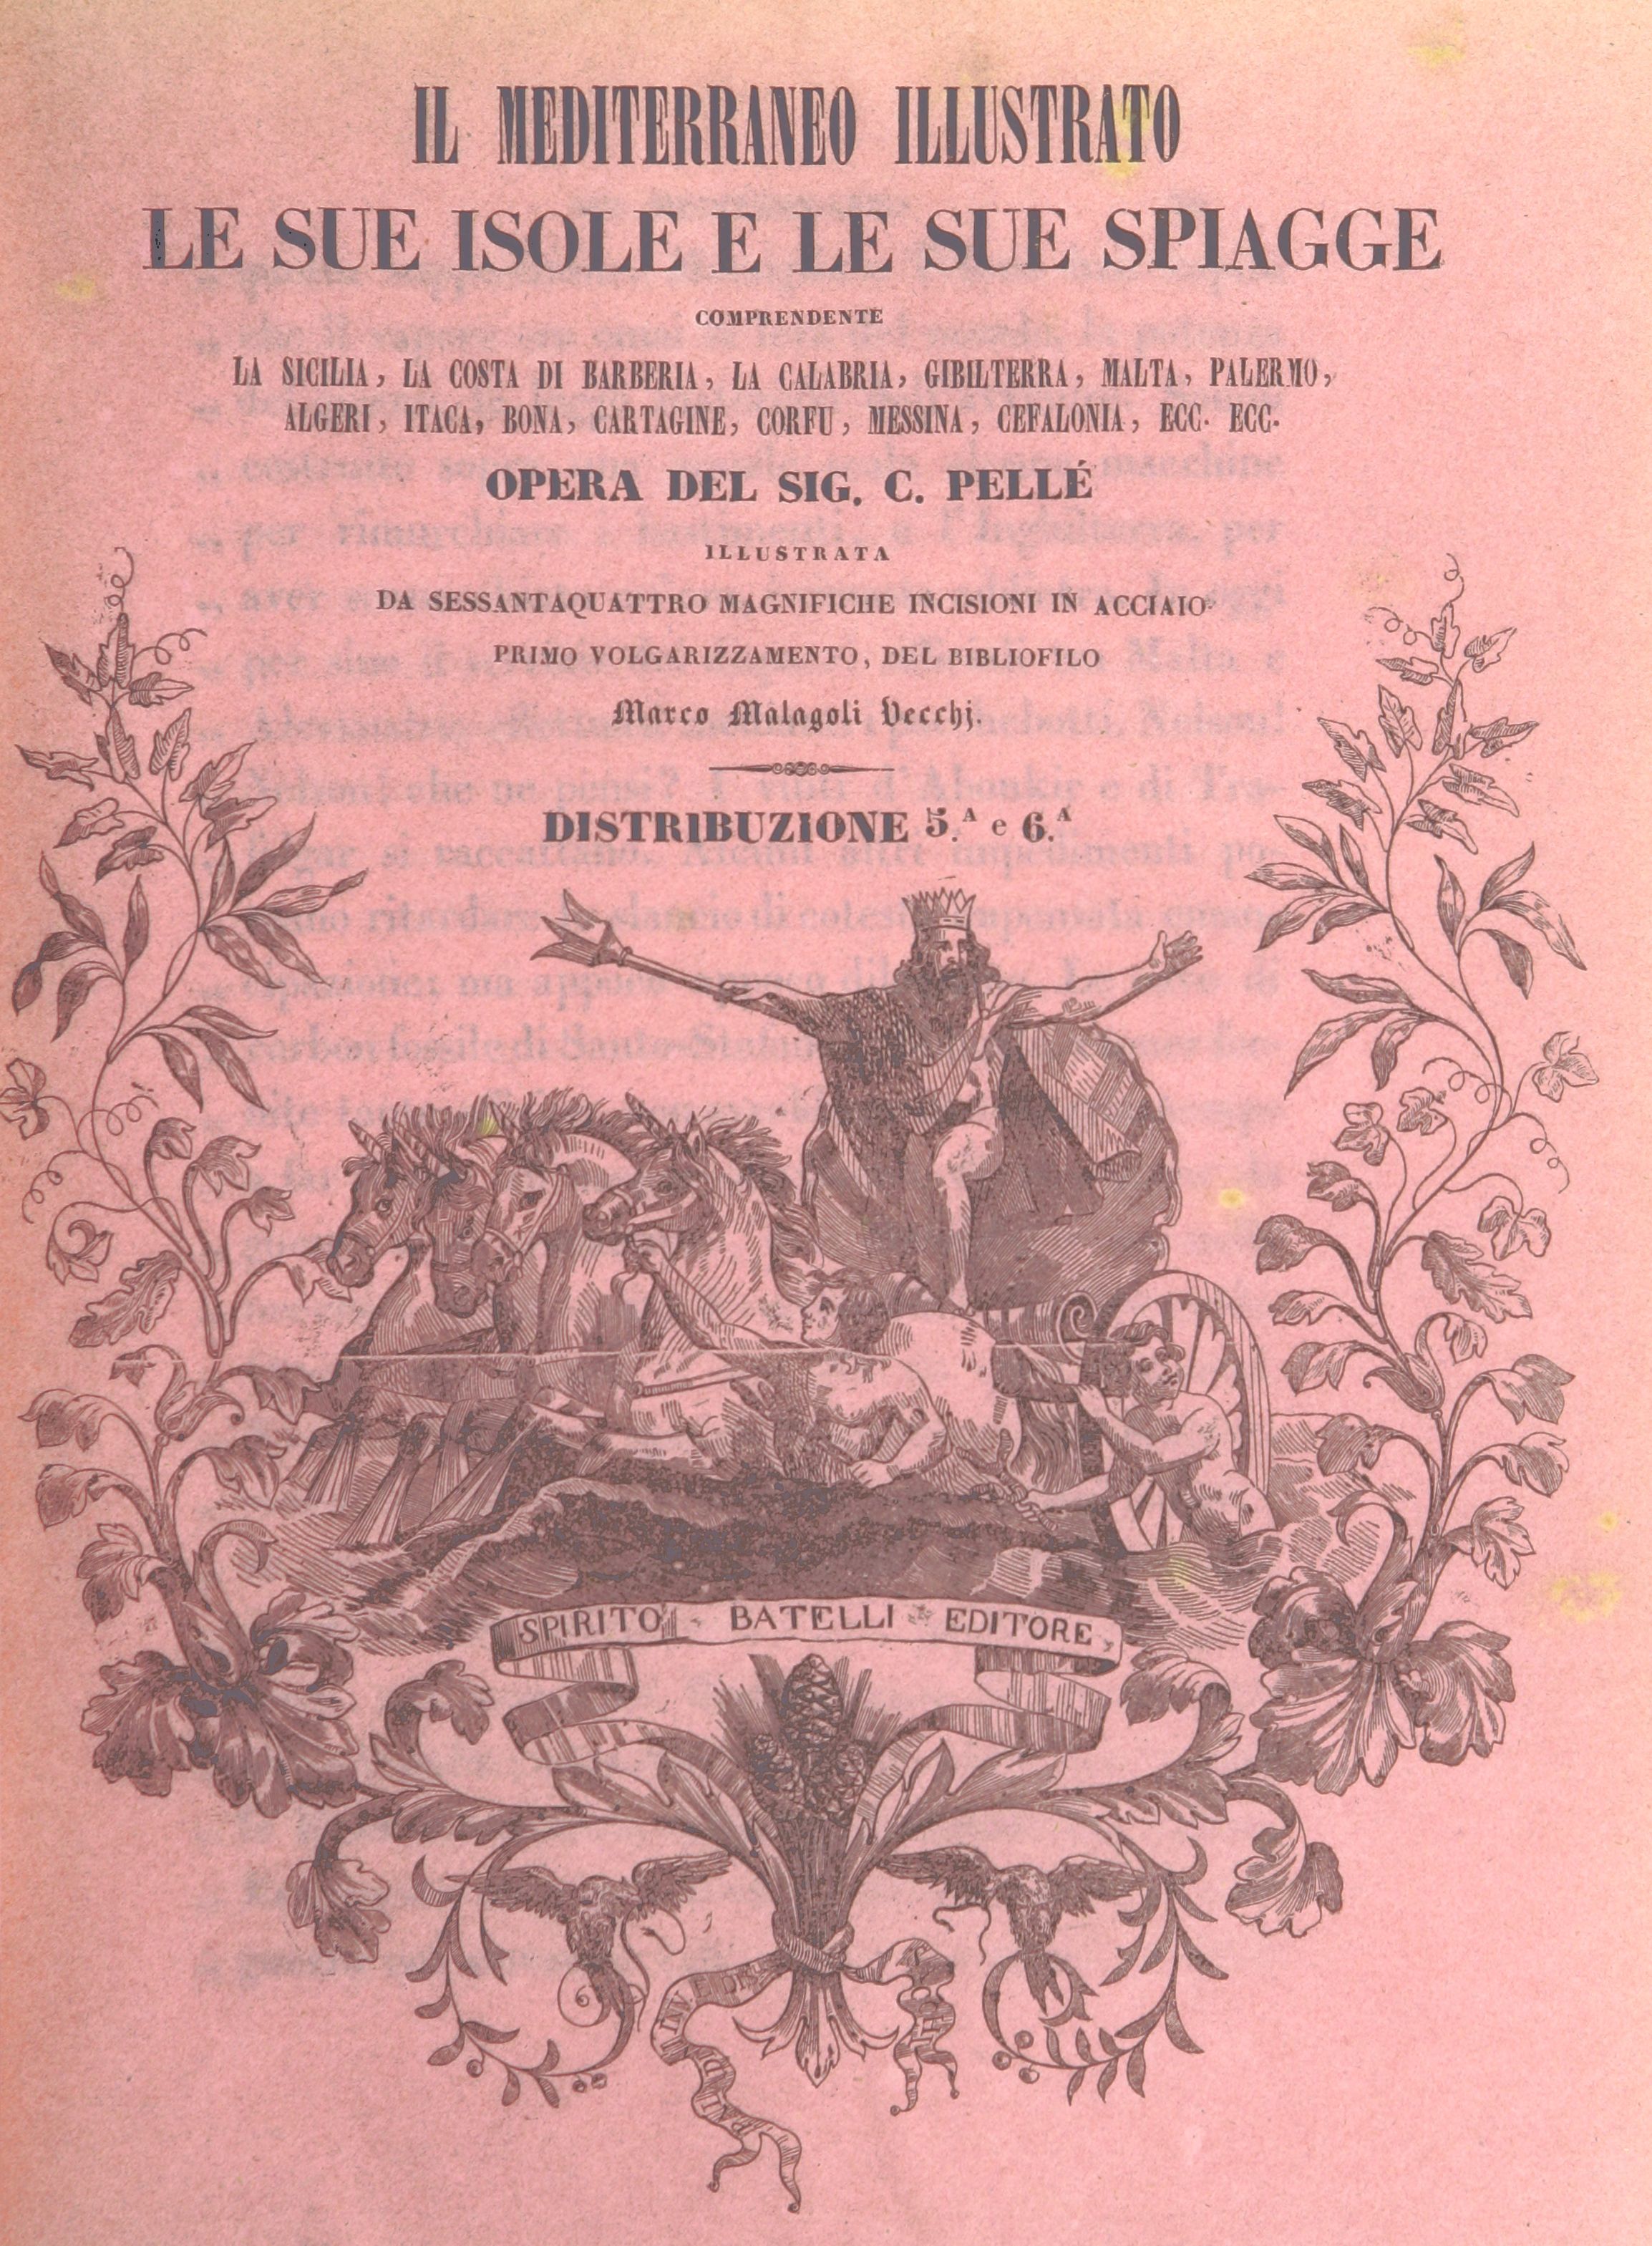 IL MEDITERRANEO ILLUSTRATO
LE SUE ISOLE E LE SUE SPIAGGE
COMPRENDENTE
LA SICILIA, LA COSTA DI BARBERIA, LA CALABRIA, GIBILTERRA, MALTA, PALERMO,
ALGERI, ITACA, BONA, CARTAGINE, CORFU, MESSINA, CEFALONIA, ECC. ECC.
OPERA DEL SIG. C. PELLÉ
ILLUSTRATA
DA SESSANTAQUATTRO MAGNIFICHE INCISIONI IN ACCIAIO
PRIMO VOLGARIZZAMENTO, DEL BIBLIOFILO
Marco Malagoli Vecchj.
DISTRIBUZIONE 5.ᴬ e 6.ᴬ
SPIRITO BATELLI EDITORE